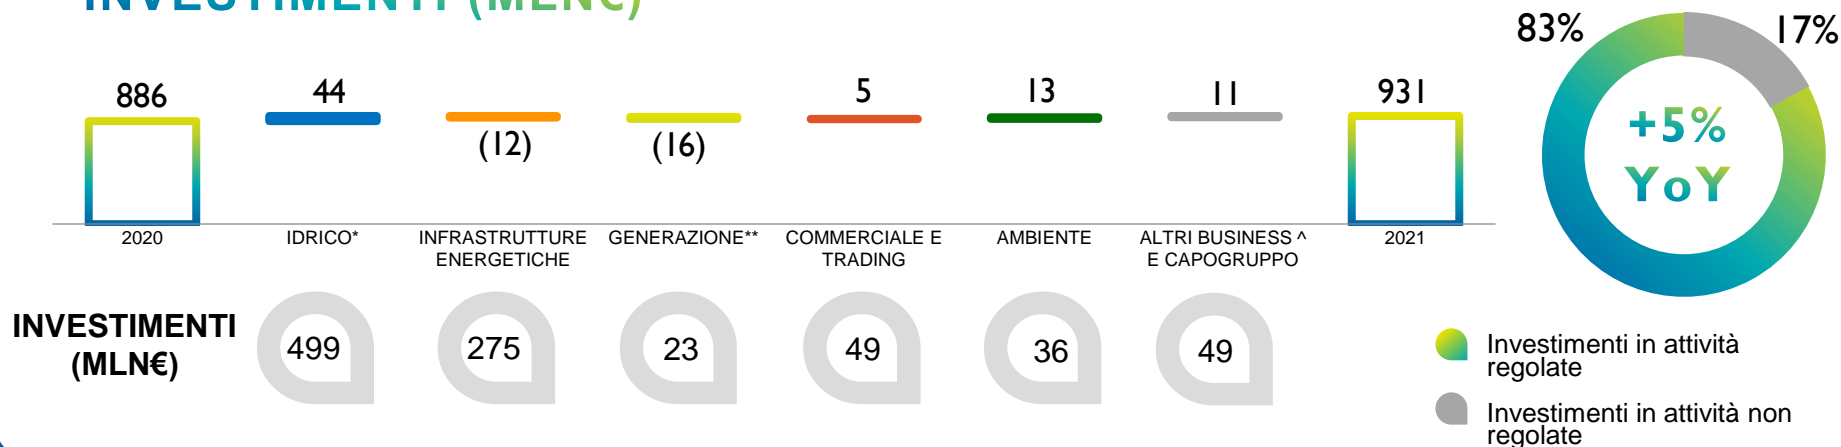 INVESTIMENTI (MLN€)
83%
17%
886
44
(12)
(16)
5
13
11
931
+5%
YoY
2020
IDRICO*
INFRASTRUTTURE
ENERGETICHE
GENERAZIONE**
COMMERCIALE E
TRADING
AMBIENTE
ALTRI BUSINESS ^
E CAPOGRUPPO
2021
INVESTIMENTI
(MLN€)
499
275
23
49
36
49
Investimenti in attività
regolate
Investimenti in attività non
regolate